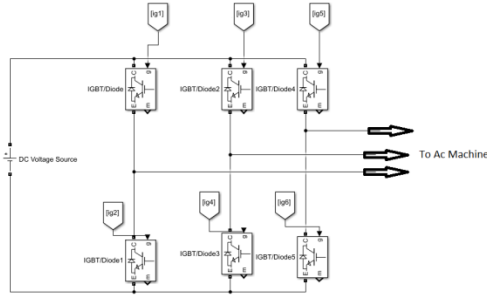 [ig1]
[ig3]
[ig5]
C
g
C
g
C
g
IGBT/Diode
IGBT/Diode2
IGBT/Diode4
E
m
E
m
E
m
To Ac Machine
+
DC Voltage Source
[ig2]
[ig4]
[ig6]
C
g
C
g
C
g
IGBT/Diode1
IGBT/Diode3
IGBT/Diode5
E
m
E
m
E
m